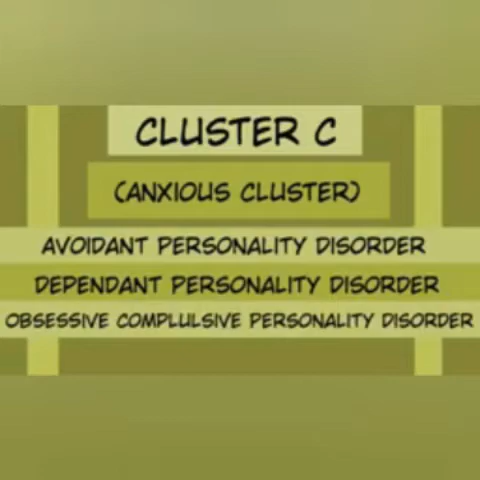 CLUSTER C
(ANXIOUS CLUSTER)
AVOIDANT PERSONALITY DISORDER
DEPENDANT PERSONALITY DISORDER
OBSESSIVE COMPLULSIVE PERSONALITY DISORDER